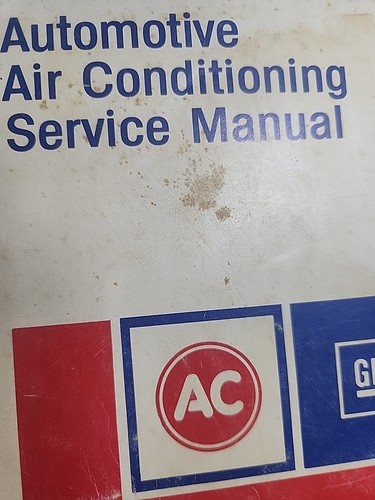 Automotive
Air Conditioning
Service Manual
AC